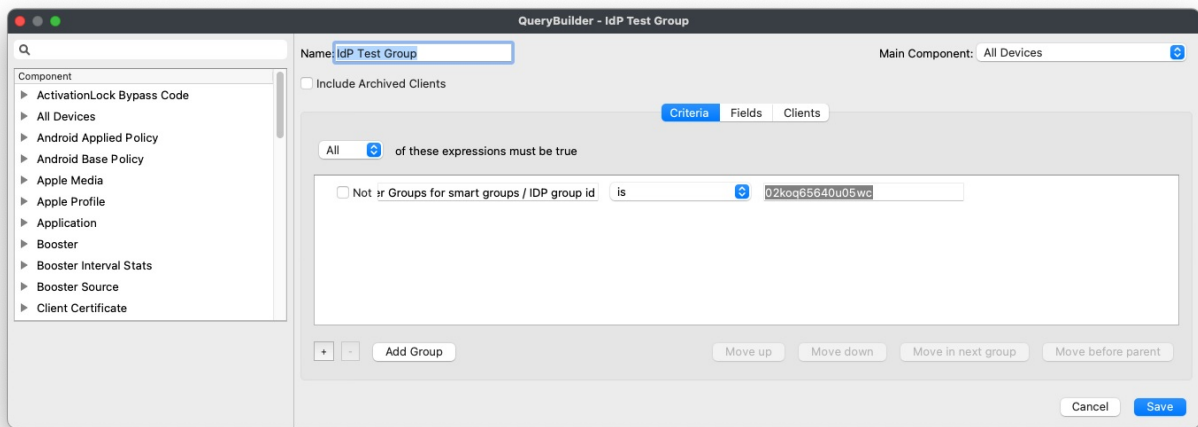 QueryBuilder - IdP Test Group
Name: IdP Test Group
Main Component: All Devices
Include Archived Clients
Component
ActivationLock Bypass Code
All Devices
Android Applied Policy
Android Base Policy
Apple Media
Apple Profile
Application
Booster
Booster Interval Stats
Booster Source
Client Certificate
Criteria Fields Clients
All of these expressions must be true
Not er Groups for smart groups / IDP group id is 02koq65640u05wc
+ - Add Group Move up Move down Move in next group Move before parent
Cancel Save